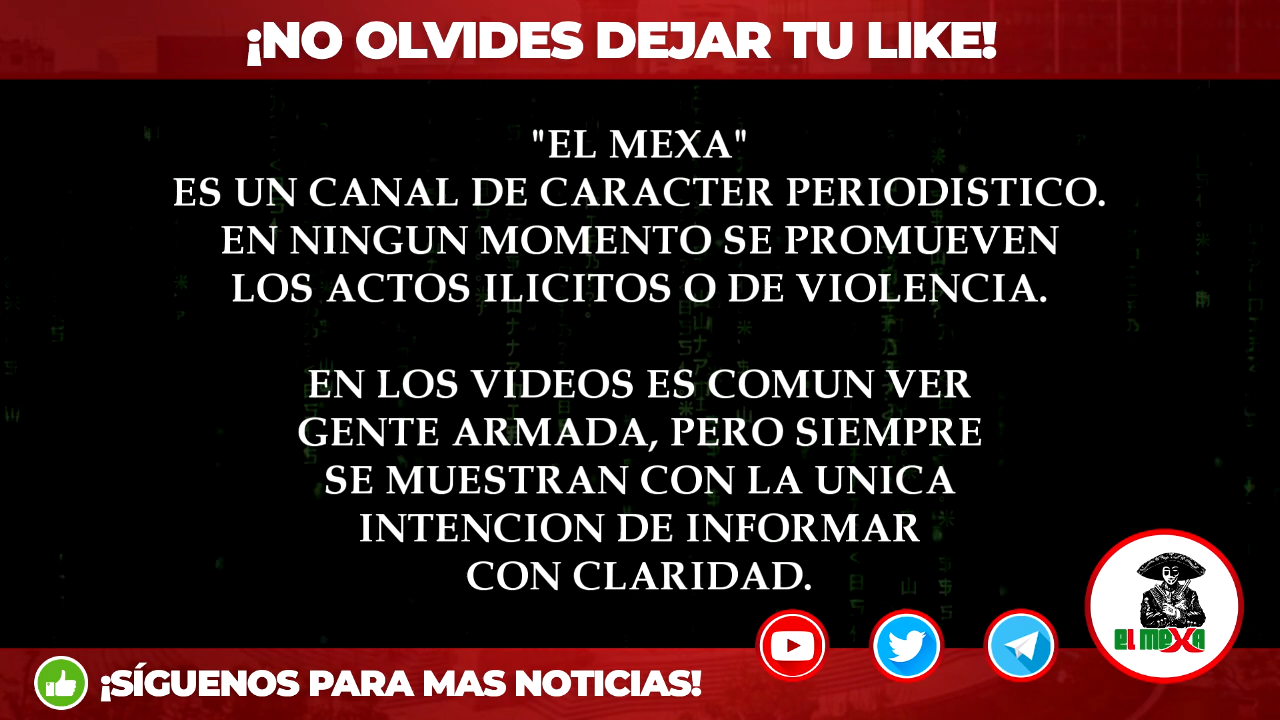 ¡NO OLVIDES DEJAR TU LIKE!
"EL MEXA"
ES UN CANAL DE CARACTER PERIODISTICO.
EN NINGUN MOMENTO SE PROMUEVEN
LOS ACTOS ILICITOS O DE VIOLENCIA.
EN LOS VIDEOS ES COMUN VER
GENTE ARMADA, PERO SIEMPRE
SE MUESTRAN CON LA UNICA
INTENCION DE INFORMAR
CON CLARIDAD.
EL MEXA
¡SÍGUENOS PARA MAS NOTICIAS!